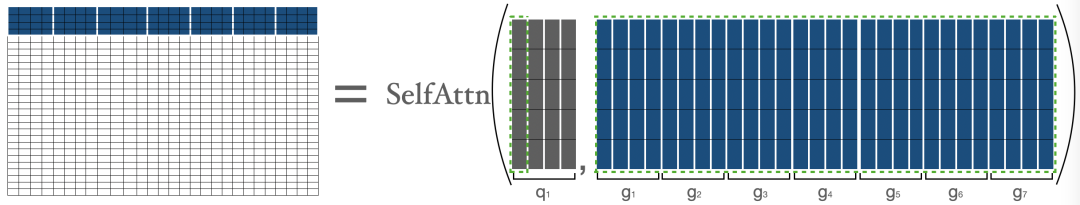 = SelfAttn( , )
q₁ g₁ g₂ g₃ g₄ g₅ g₆ g₇